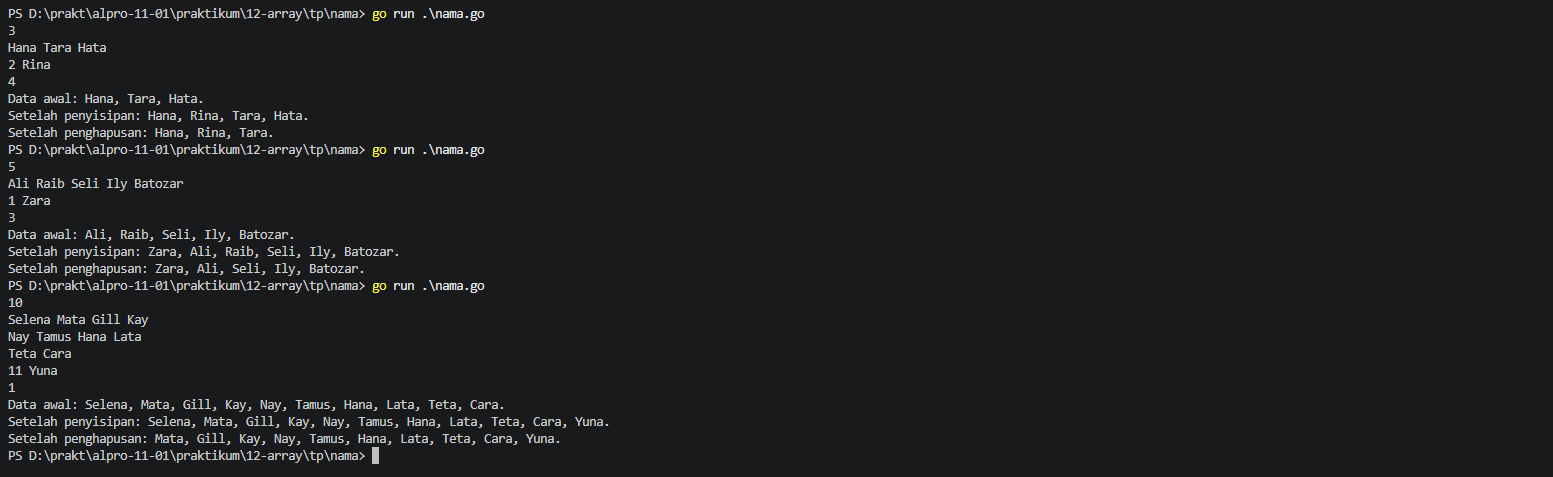 PS D:\prakt\alpro-11-01\praktikum\12-array\tp\nama> go run .\nama.go
3
Hana Tara Hata
2 Rina
4
Data awal: Hana, Tara, Hata.
Setelah penyisipan: Hana, Rina, Tara, Hata.
Setelah penghapusan: Hana, Rina, Tara.
PS D:\prakt\alpro-11-01\praktikum\12-array\tp\nama> go run .\nama.go
5
Ali Raib Seli Ily Batozar
1 Zara
3
Data awal: Ali, Raib, Seli, Ily, Batozar.
Setelah penyisipan: Zara, Ali, Raib, Seli, Ily, Batozar.
Setelah penghapusan: Zara, Ali, Seli, Ily, Batozar.
PS D:\prakt\alpro-11-01\praktikum\12-array\tp\nama> go run .\nama.go
10
Selena Mata Gill Kay
Nay Tamus Hana Lata
Teta Cara
11 Yuna
1
Data awal: Selena, Mata, Gill, Kay, Nay, Tamus, Hana, Lata, Teta, Cara.
Setelah penyisipan: Selena, Mata, Gill, Kay, Nay, Tamus, Hana, Lata, Teta, Cara, Yuna.
Setelah penghapusan: Mata, Gill, Kay, Nay, Tamus, Hana, Lata, Teta, Cara, Yuna.
PS D:\prakt\alpro-11-01\praktikum\12-array\tp\nama>